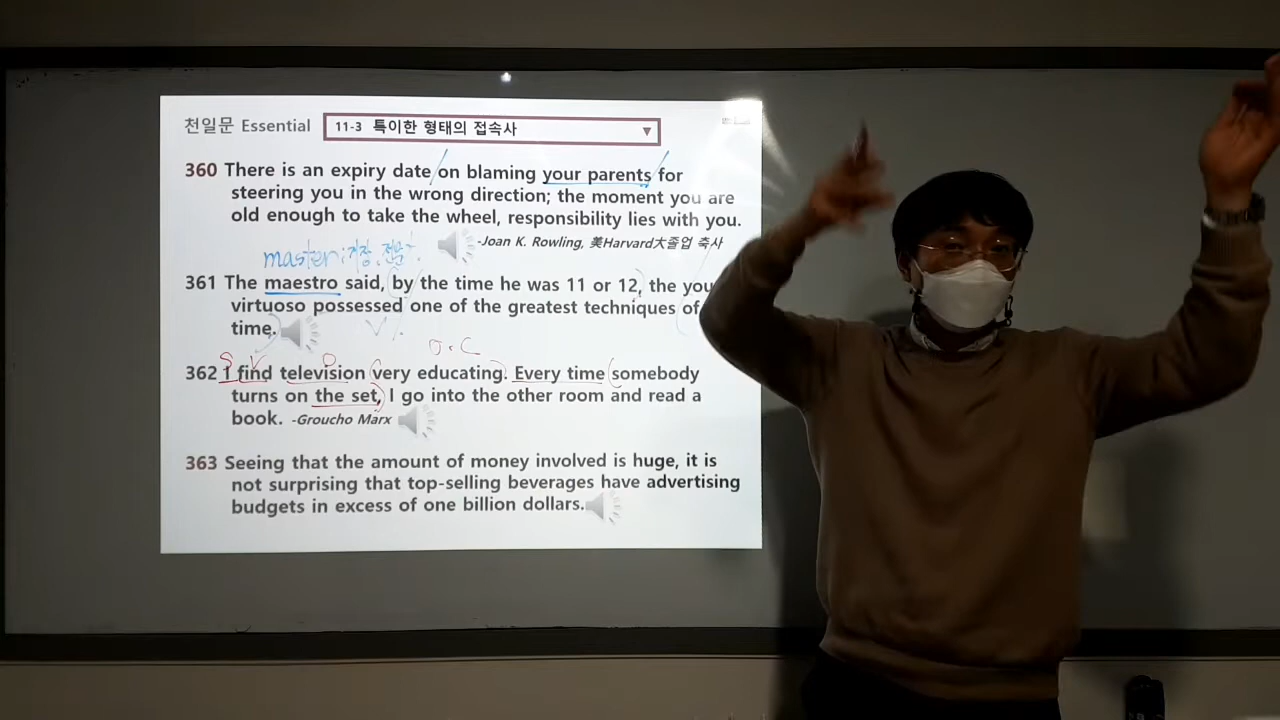 천일문 Essential
11-3 특이한 형태의 접속사 ▼
360 There is an expiry date on blaming your parents for
steering you in the wrong direction; the moment you are
old enough to take the wheel, responsibility lies with you.
-Joan K. Rowling, 美Harvard大졸업 축사
master:거장,전문가
361 The maestro said, by the time he was 11 or 12, the you
virtuoso possessed one of the greatest techniques of
time.
V
O.C
S V O
362 I find television very educating. Every time somebody
turns on the set, I go into the other room and read a
book. -Groucho Marx
363 Seeing that the amount of money involved is huge, it is
not surprising that top-selling beverages have advertising
budgets in excess of one billion dollars.